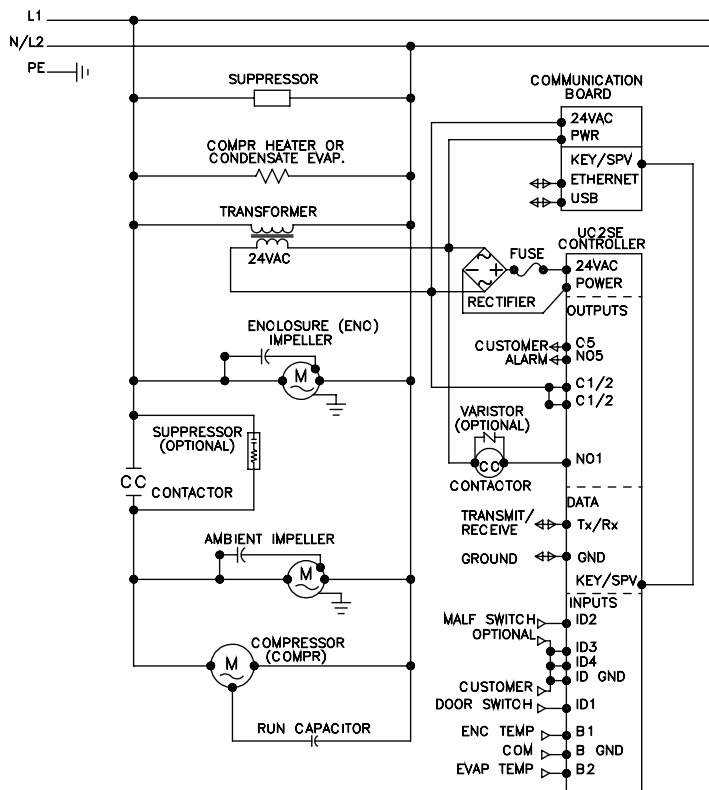 L1
N/L2
PE
SUPPRESSOR
COMPR HEATER OR
CONDENSATE EVAP.
TRANSFORMER
24VAC
COMMUNICATION
BOARD
24VAC
PWR
KEY/SPV
ETHERNET
USB
UC2SE
CONTROLLER
FUSE
24VAC
POWER
RECTIFIER
OUTPUTS
ENCLOSURE (ENC)
IMPELLER
M
CUSTOMER
ALARM
C5
NO5
C1/2
C1/2
SUPPRESSOR
(OPTIONAL)
VARISTOR
(OPTIONAL)
CC
CONTACTOR
CC
CONTACTOR
NO1
DATA
TRANSMIT/
RECEIVE
Tx/Rx
GROUND
GND
KEY/SPV
AMBIENT IMPELLER
M
INPUTS
MALF SWITCH
ID2
OPTIONAL
ID3
ID4
ID GND
CUSTOMER
DOOR SWITCH
ID1
COMPRESSOR
(COMPR)
M
RUN CAPACITOR
ENC TEMP
B1
COM
B GND
EVAP TEMP
B2